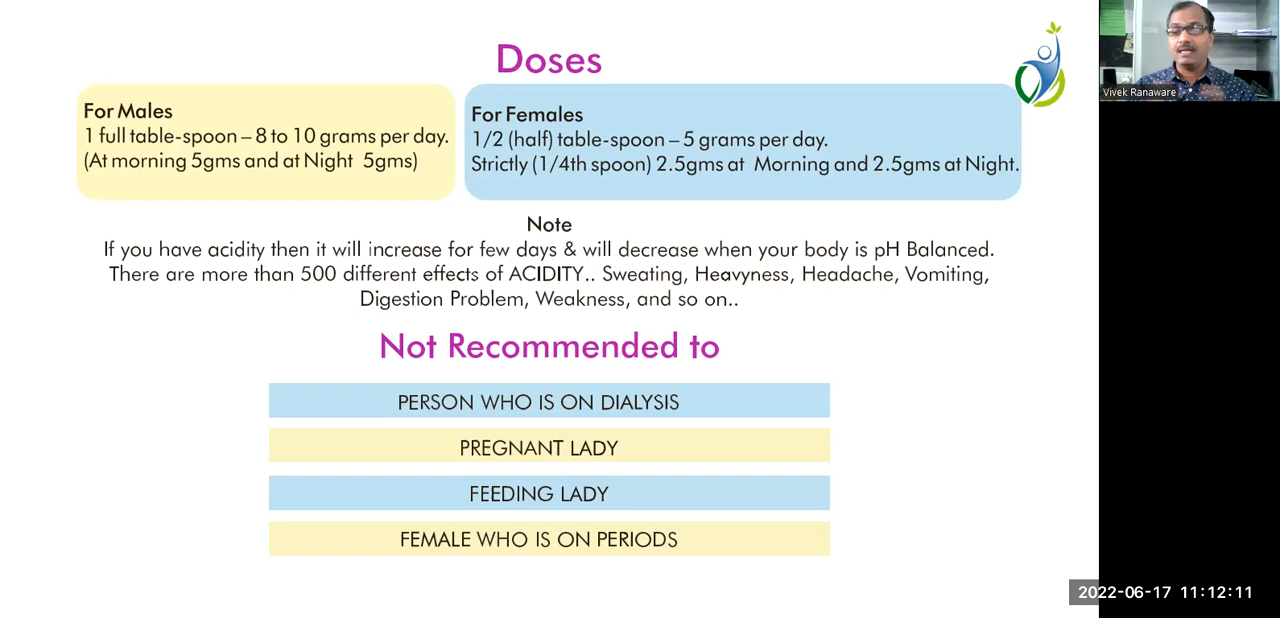 Doses
For Males
1 full table-spoon – 8 to 10 grams per day.
(At morning 5gms and at Night 5gms)
For Females
1/2 (half) table-spoon – 5 grams per day.
Strictly (1/4th spoon) 2.5gms at Morning and 2.5gms at Night.
Note
If you have acidity then it will increase for few days & will decrease when your body is pH Balanced.
There are more than 500 different effects of ACIDITY.. Sweating, Heavyness, Headache, Vomiting,
Digestion Problem, Weakness, and so on..
Not Recommended to
PERSON WHO IS ON DIALYSIS
PREGNANT LADY
FEEDING LADY
FEMALE WHO IS ON PERIODS
Vivek Ranaware
2022-06-17 11:12:11